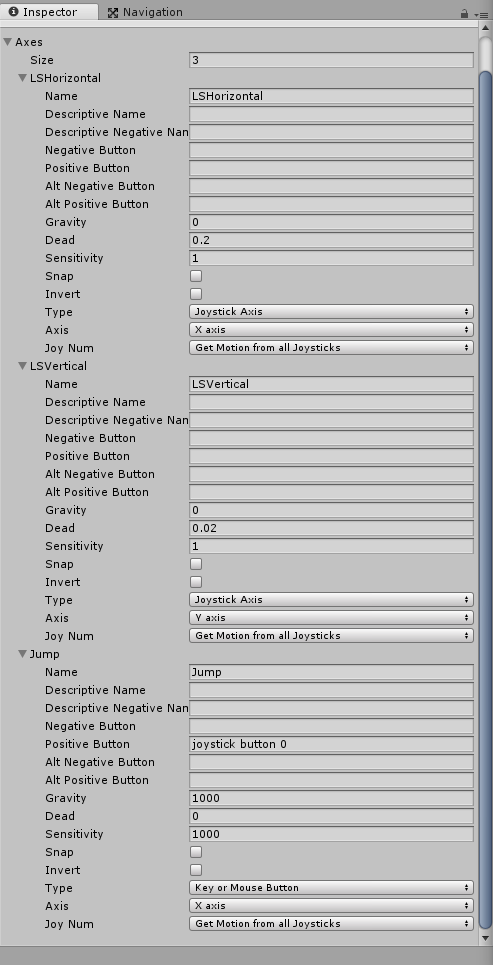 Inspector Navigation
Axes
Size 3
LSHorizontal
Name LSHorizontal
Descriptive Name
Descriptive Negative Nan
Negative Button
Positive Button
Alt Negative Button
Alt Positive Button
Gravity 0
Dead 0.2
Sensitivity 1
Snap
Invert
Type Joystick Axis
Axis X axis
Joy Num Get Motion from all Joysticks
LSVertical
Name LSVertical
Descriptive Name
Descriptive Negative Nan
Negative Button
Positive Button
Alt Negative Button
Alt Positive Button
Gravity 0
Dead 0.02
Sensitivity 1
Snap
Invert
Type Joystick Axis
Axis Y axis
Joy Num Get Motion from all Joysticks
Jump
Name Jump
Descriptive Name
Descriptive Negative Nan
Negative Button
Positive Button joystick button 0
Alt Negative Button
Alt Positive Button
Gravity 1000
Dead 0
Sensitivity 1000
Snap
Invert
Type Key or Mouse Button
Axis X axis
Joy Num Get Motion from all Joysticks